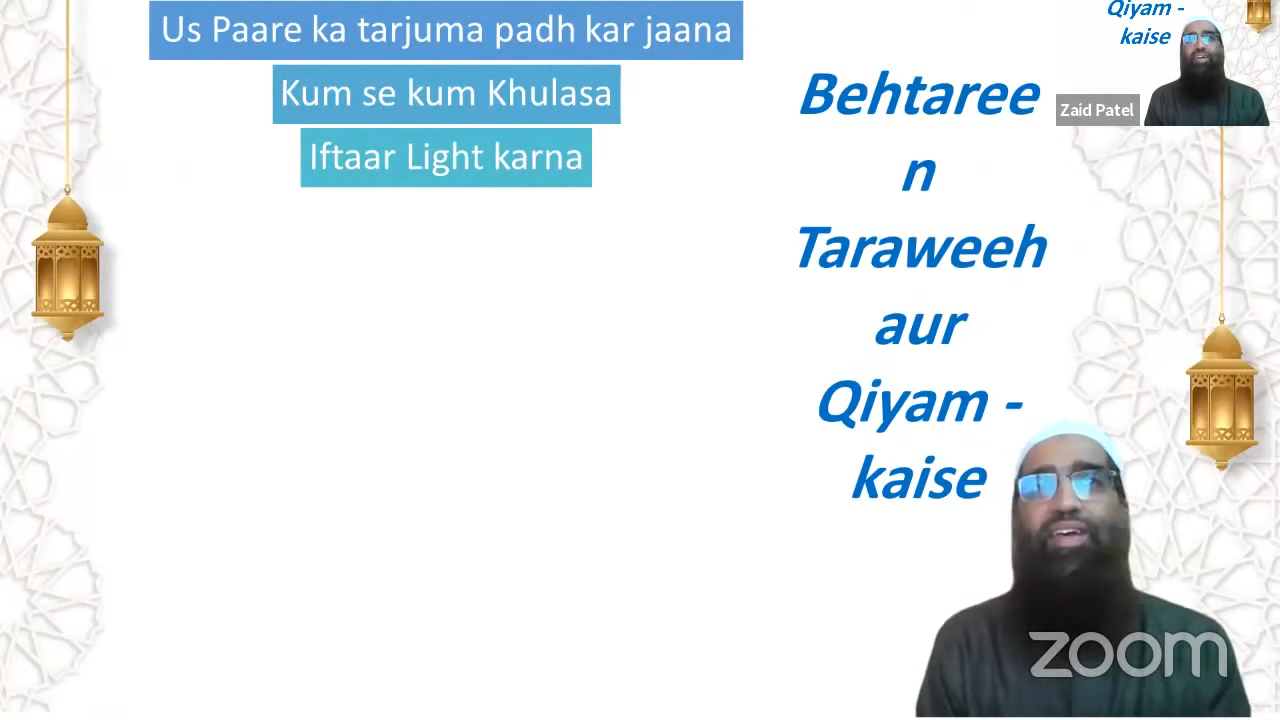 Us Paare ka tarjuma padh kar jaana
Kum se kum Khulasa
Iftaar Light karna
Behtaree
n
Taraweeh
aur
Qiyam -
kaise
Qiyam -
kaise
Zaid Patel
zoom